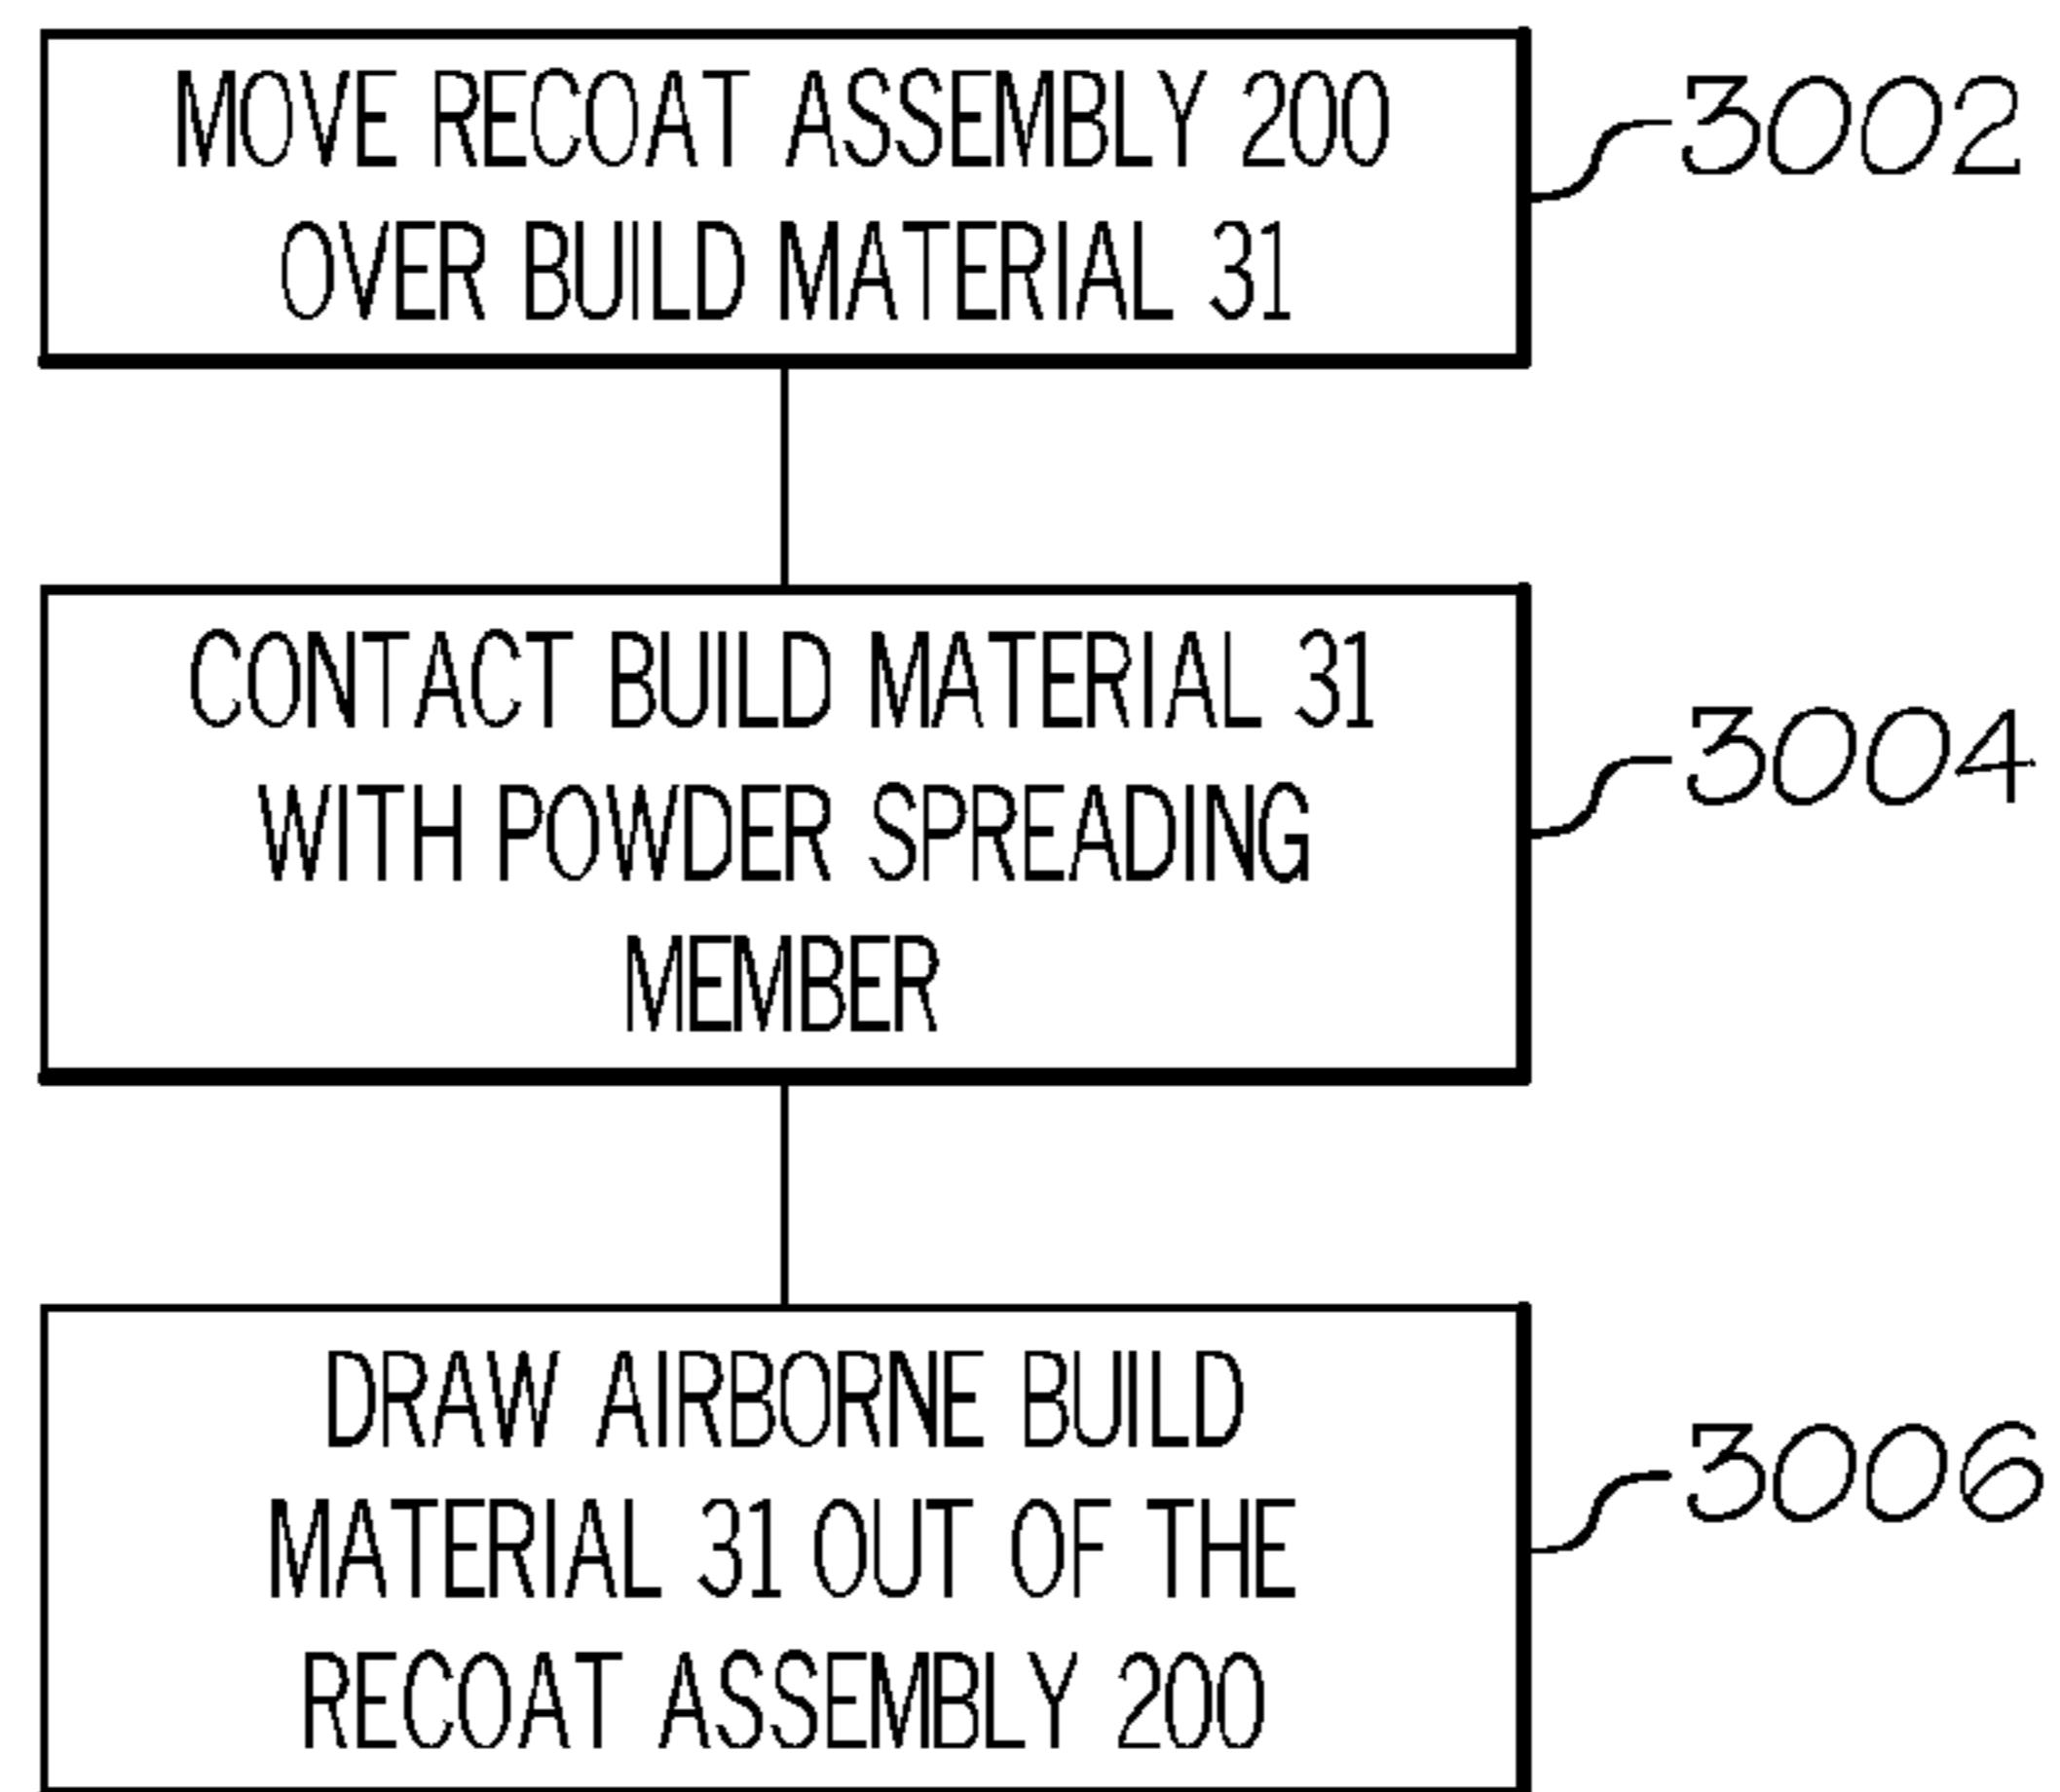 MOVE RECOAT ASSEMBLY 200
OVER BUILD MATERIAL 31
3002
CONTACT BUILD MATERIAL 31
WITH POWDER SPREADING
MEMBER
3004
DRAW AIRBORNE BUILD
MATERIAL 31 OUT OF THE
RECOAT ASSEMBLY 200
3006